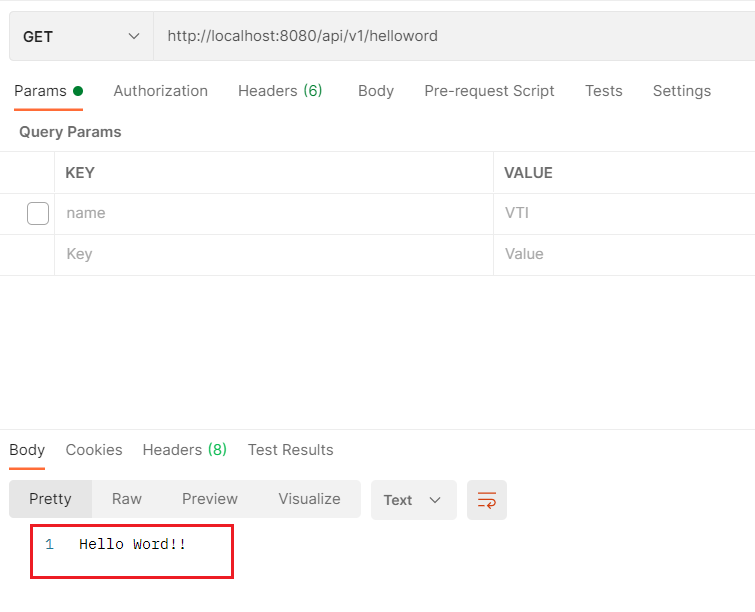 GET http://localhost:8080/api/v1/helloword
Params Authorization Headers (6) Body Pre-request Script Tests Settings
Query Params
KEY VALUE
name VTI
Key Value
Body Cookies Headers (8) Test Results
Pretty Raw Preview Visualize Text
1 Hello Word!!